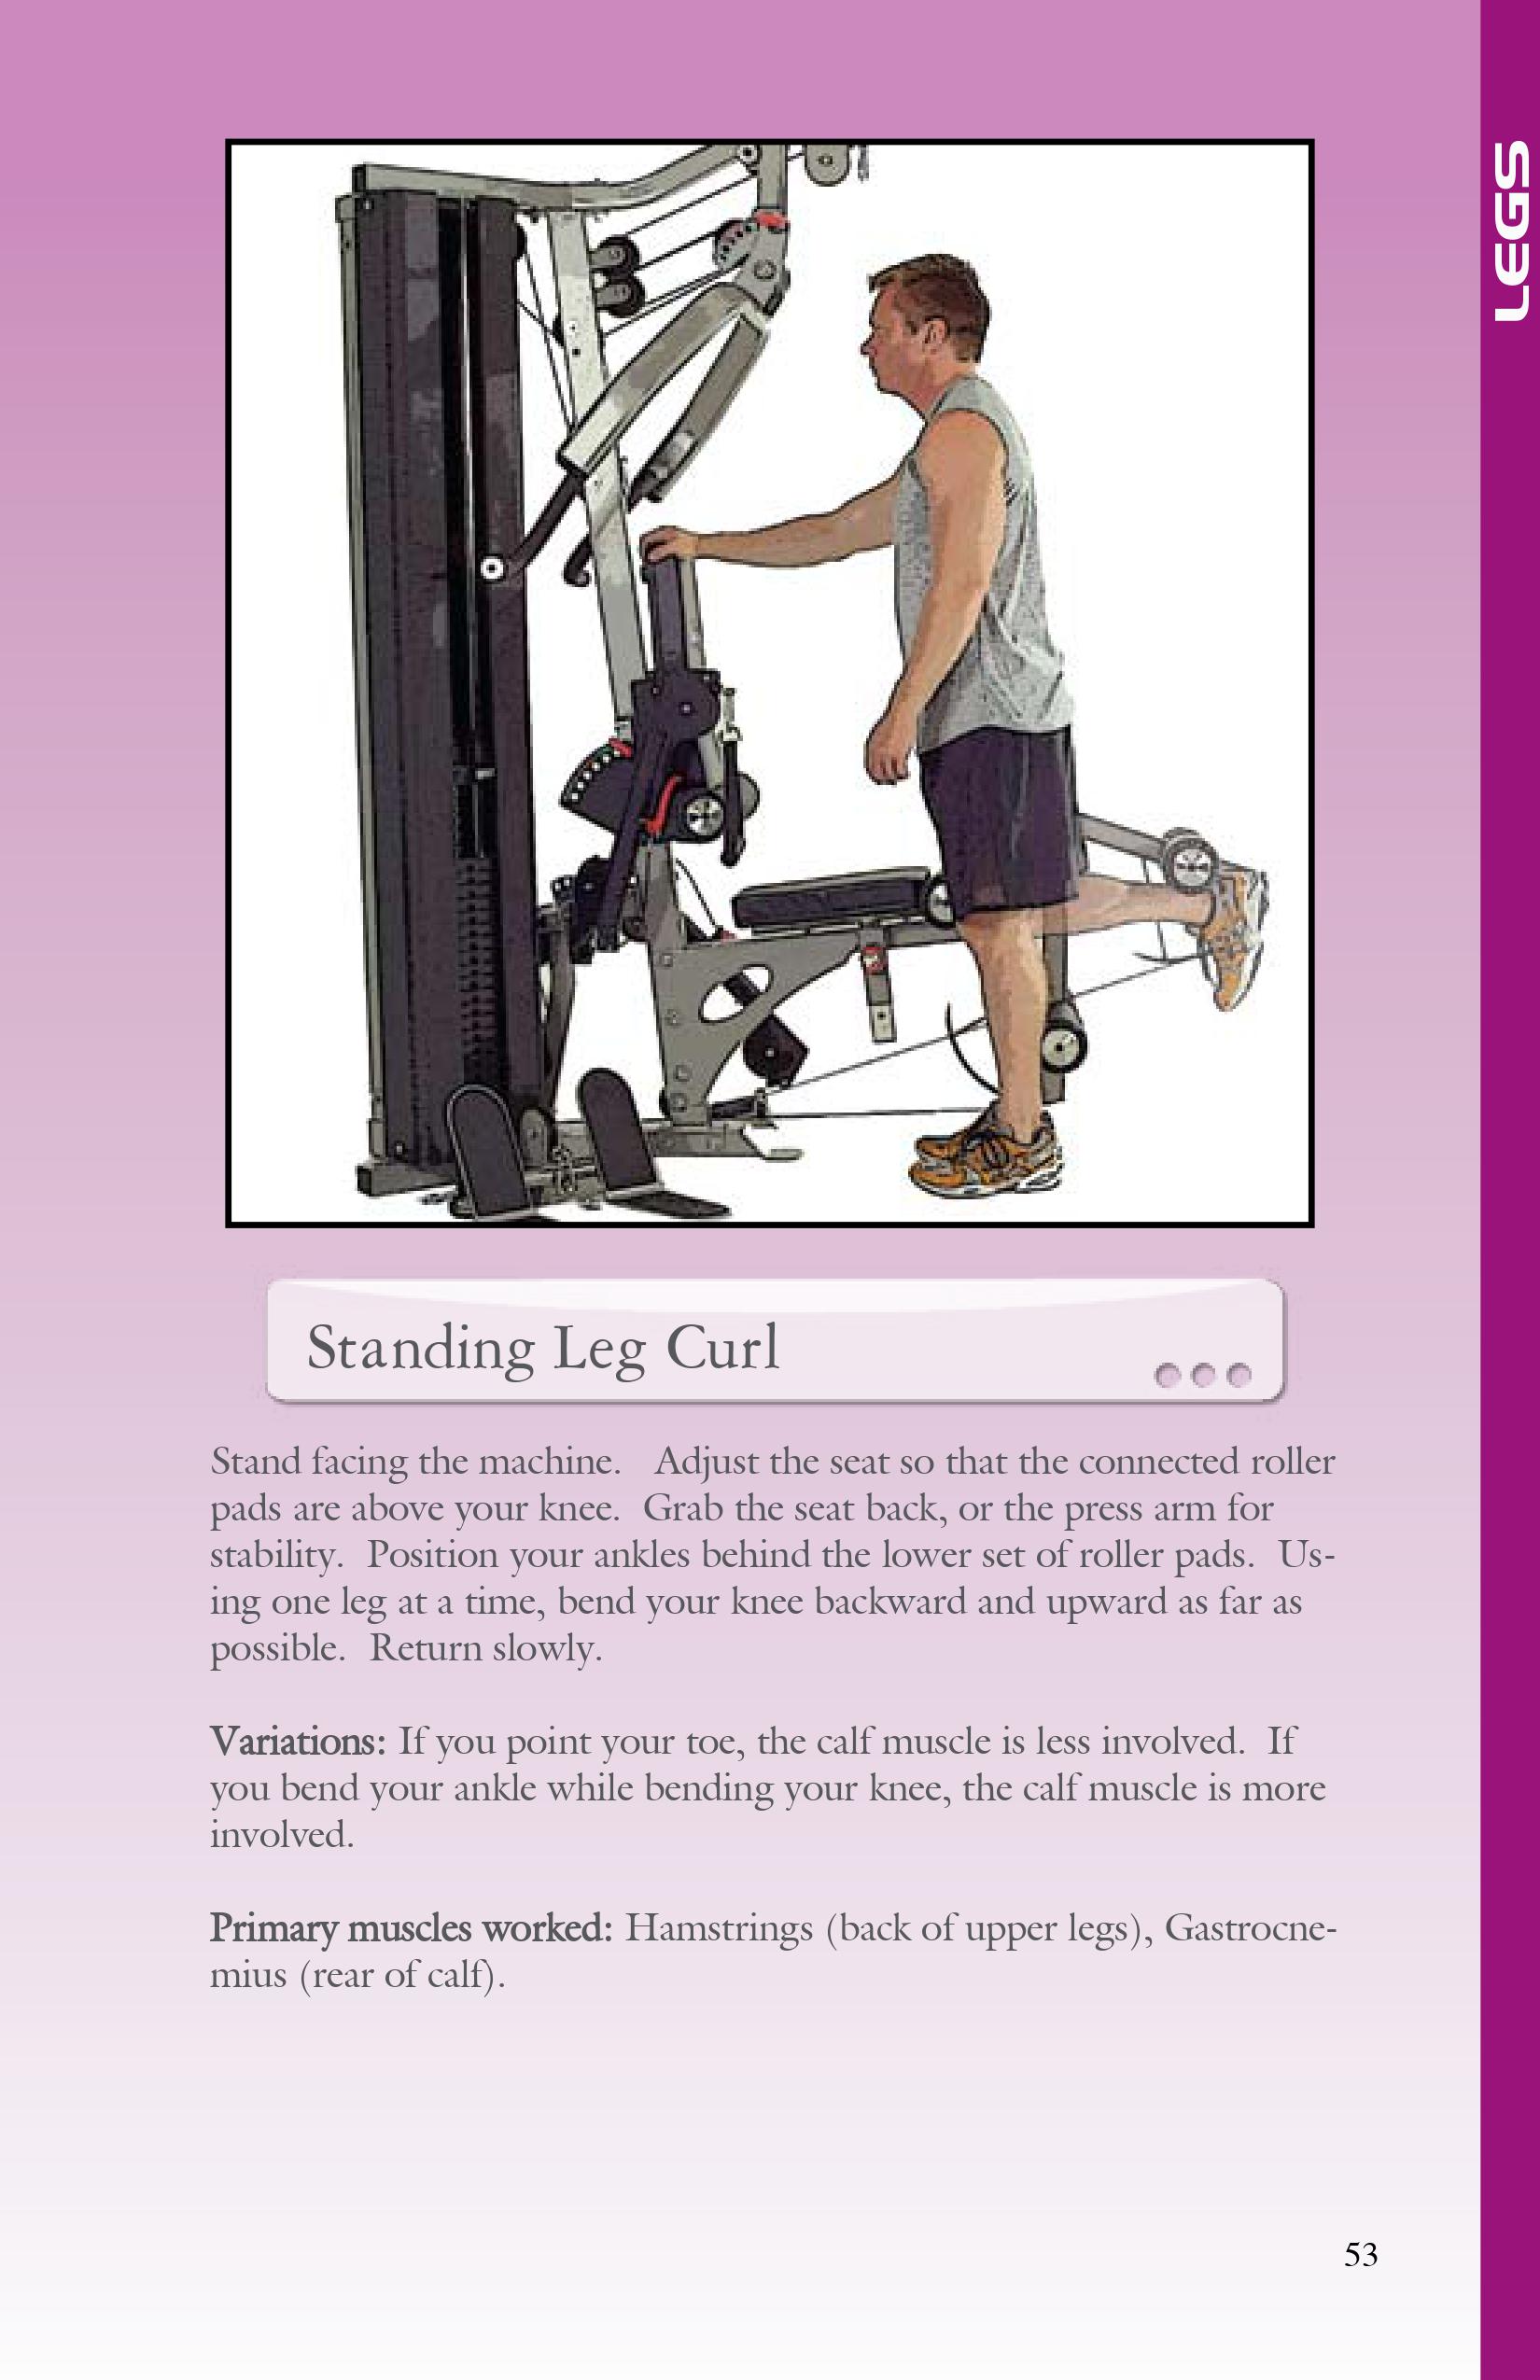 LEGS
Standing Leg Curl
Stand facing the machine.   Adjust the seat so that the connected roller
pads are above your knee.  Grab the seat back, or the press arm for
stability.  Position your ankles behind the lower set of roller pads.  Us-
ing one leg at a time, bend your knee backward and upward as far as
possible.  Return slowly.
Variations: If you point your toe, the calf muscle is less involved.  If
you bend your ankle while bending your knee, the calf muscle is more
involved.
Primary muscles worked: Hamstrings (back of upper legs), Gastrocne-
mius (rear of calf).
53